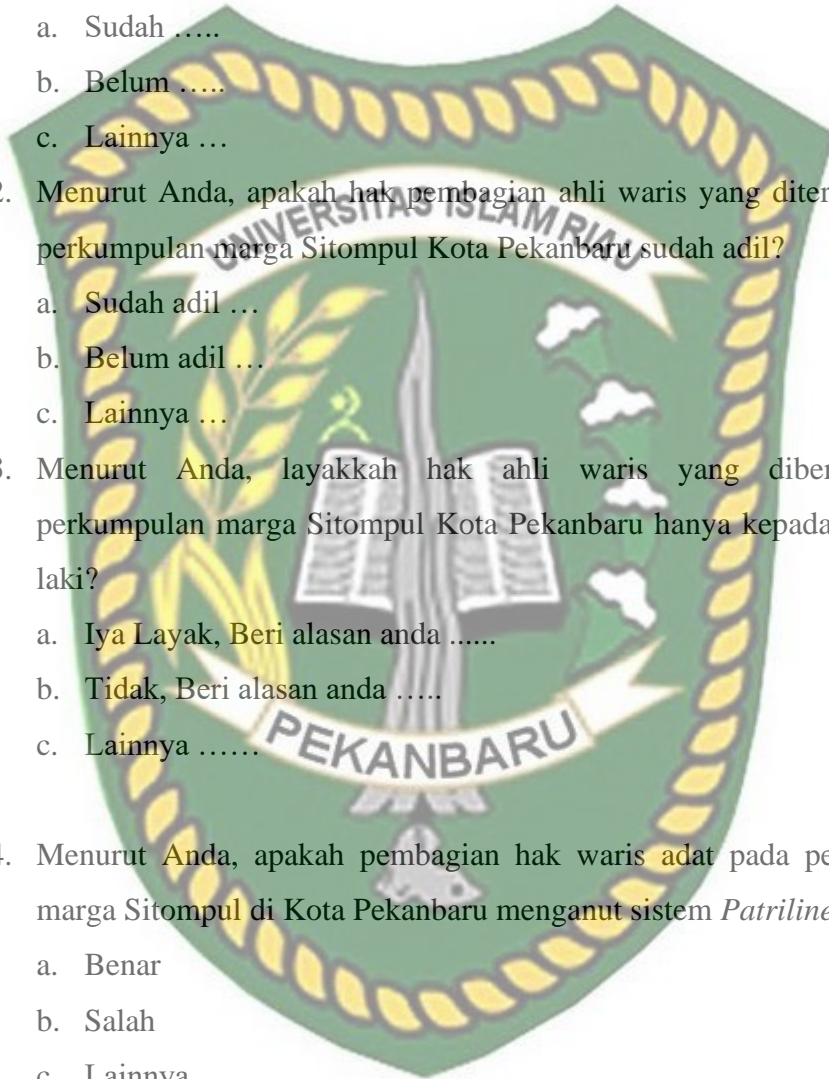 a. Sudah …..
b. Belum …..
c. Lainnya …
2. Menurut Anda, apakah hak pembagian ahli waris yang diter
UNIVERSITAS ISLAM RIAU
perkumpulan marga Sitompul Kota Pekanbaru sudah adil?
a. Sudah adil …
b. Belum adil …
c. Lainnya …
3. Menurut Anda, layakkah hak ahli waris yang diber
perkumpulan marga Sitompul Kota Pekanbaru hanya kepada
laki?
a. Iya Layak, Beri alasan anda ......
b. Tidak, Beri alasan anda …..
c. Lainnya ……
PEKANBARU
4. Menurut Anda, apakah pembagian hak waris adat pada pe
marga Sitompul di Kota Pekanbaru menganut sistem Patriline
a. Benar
b. Salah
c. Lainnya